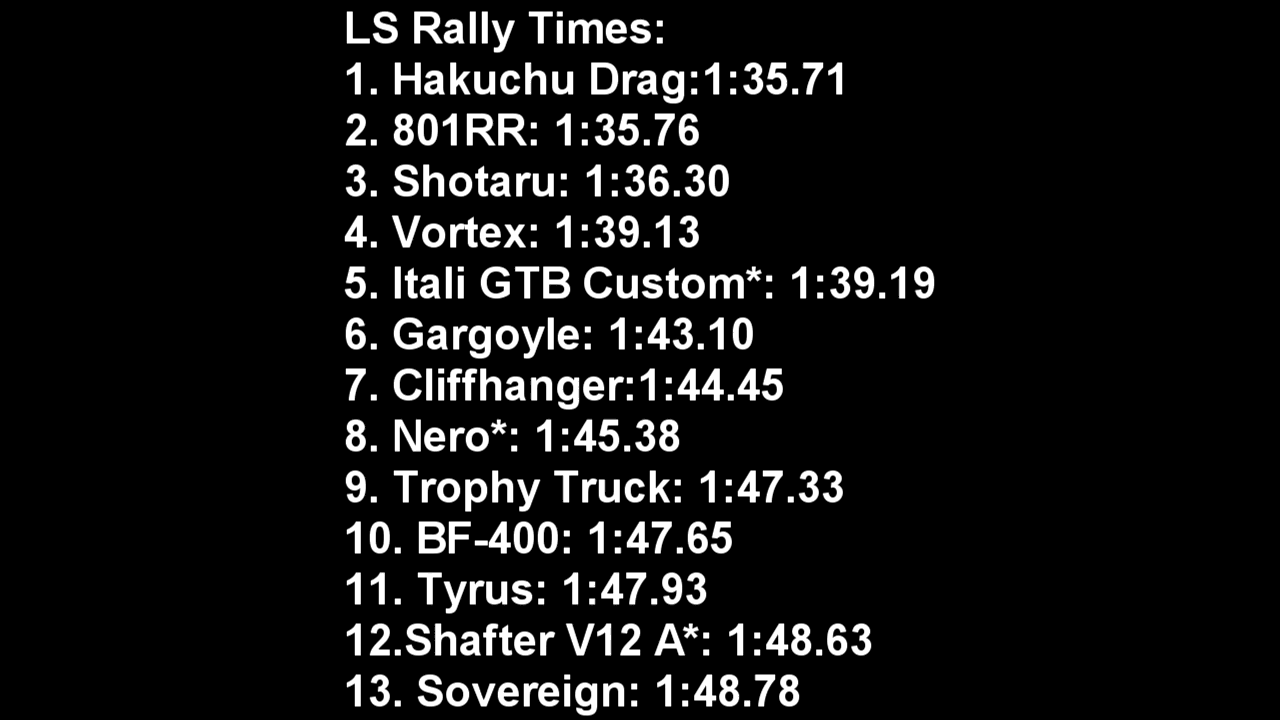 LS Rally Times:
1. Hakuchu Drag:1:35.71
2. 801RR: 1:35.76
3. Shotaru: 1:36.30
4. Vortex: 1:39.13
5. Itali GTB Custom*: 1:39.19
6. Gargoyle: 1:43.10
7. Cliffhanger:1:44.45
8. Nero*: 1:45.38
9. Trophy Truck: 1:47.33
10. BF-400: 1:47.65
11. Tyrus: 1:47.93
12.Shafter V12 A*: 1:48.63
13. Sovereign: 1:48.78